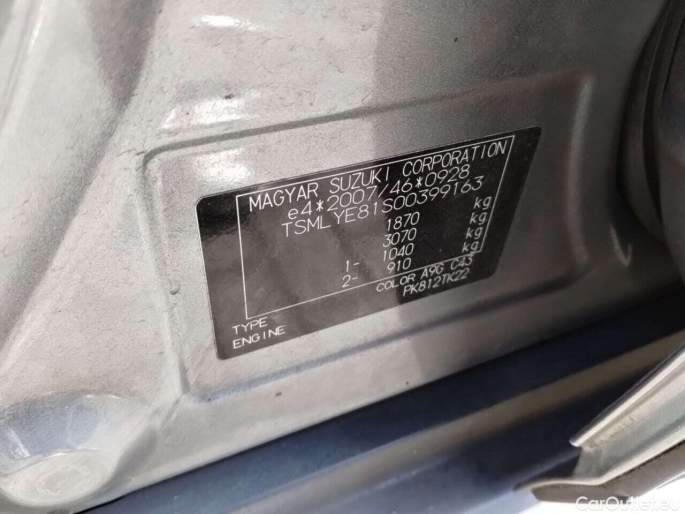 MAGYAR SUZUKI CORPORATION
e4*2007/46*0928
TSMLYE81S00399163
1870 kg
3070 kg
1- 1040 kg
2- 910 kg
COLOR A9G C43
TYPE PK812TK22
ENGINE
CarOutlet.eu